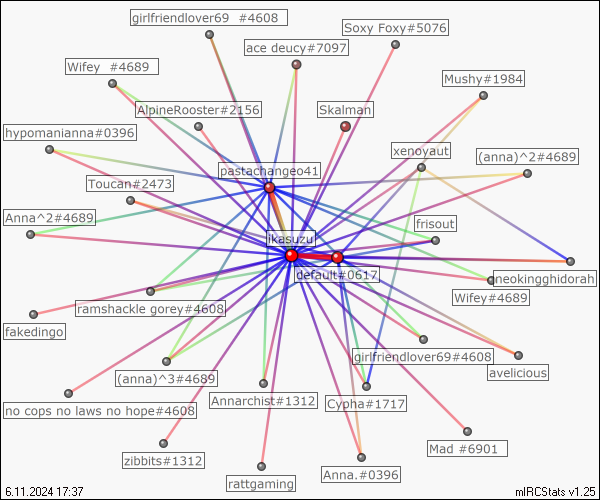 girlfriendlover69 #4608
Soxy Foxy#5076
ace deucy#7097
Wifey #4689
Mushy#1984
AlpineRooster#2156
Skalman
hypomanianna#0396
xenoyaut
(anna)^2#4689
pastachangeo41
Toucan#2473
Anna^2#4689
frisout
ikasuzu
default#0617
neokingghidorah
Wifey#4689
ramshackle gorey#4608
fakedingo
girlfriendlover69#4608
avelicious
(anna)^3#4689
Annarchist#1312
Cypha#1717
no cops no laws no hope#4608
Mad #6901
zibbits#1312
Anna.#0396
rattgaming
6.11.2024 17:37
mIRCStats v1.25